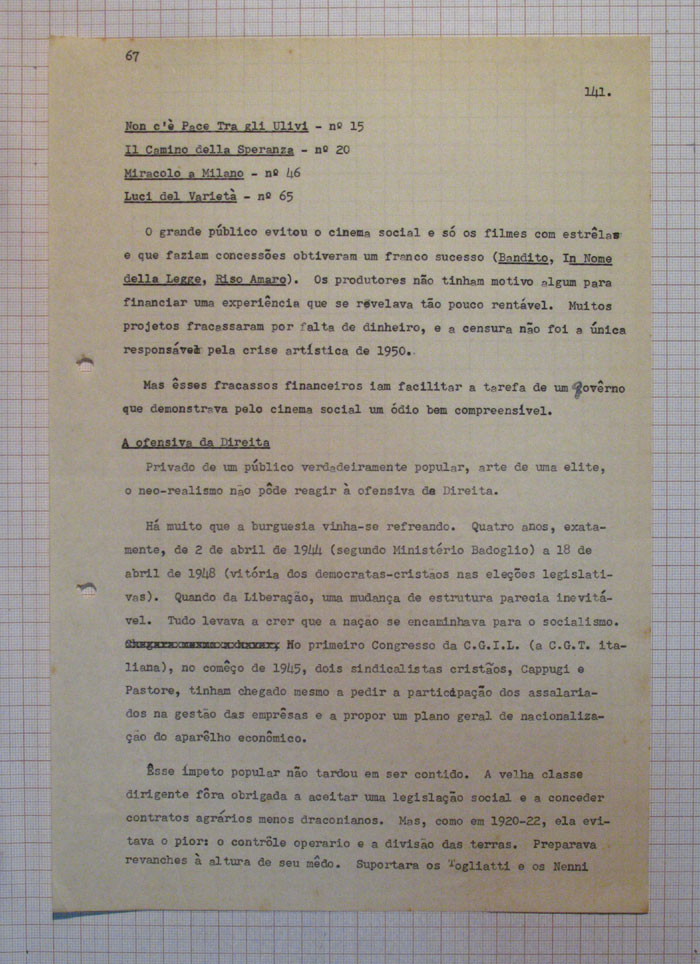 67
141.
Non c'è Pace Tra gli Ulivi - nº 15
Il Camino della Speranza - nº 20
Miracolo a Milano - nº 46
Luci del Varietà - nº 65
O grande público evitou o cinema social e só os filmes com estrêlas
e que faziam concessões obtiveram um franco sucesso (Bandito, In Nome
della Legge, Riso Amaro). Os produtores não tinham motivo algum para
financiar uma experiência que se revelava tão pouco rentável. Muitos
projetos fracassaram por falta de dinheiro, e a censura não foi a única
responsável pela crise artística de 1950.
Mas êsses fracassos financeiros iam facilitar a tarefa de um govêrno
que demonstrava pelo cinema social um ódio bem compreensível.
A ofensiva da Direita
Privado de um público verdadeiramente popular, arte de uma elite,
o neo-realismo não pôde reagir à ofensiva da Direita.
Há muito que a burguesia vinha-se refreando. Quatro anos, exata-
mente, de 2 de abril de 1944 (segundo Ministério Badoglio) a 18 de
abril de 1948 (vitória dos democratas-cristãos nas eleções legislati-
vas). Quando da Liberação, uma mudança de estrutura parecia inevitá-
vel. Tudo levava a crer que a nação se encaminhava para o socialismo.
No primeiro Congresso da C.G.I.L. (a C.G.T. ita-
liana), no comêço de 1945, dois sindicalistas cristãos, Cappugi e
Pastore, tinham chegado mesmo a pedir a participação dos assalaria-
dos na gestão das emprêsas e a propor um plano geral de nacionaliza-
ção do aparêlho econômico.
Êsse ímpeto popular não tardou em ser contido. A velha classe
dirigente fôra obrigada a aceitar uma legislação social e a conceder
contratos agrários menos draconianos. Mas, como em 1920-22, ela evi-
tava o pior: o contrôle operario e a divisão das terras. Preparava
revanches à altura de seu mêdo. Suportara os Togliatti e os Nenni